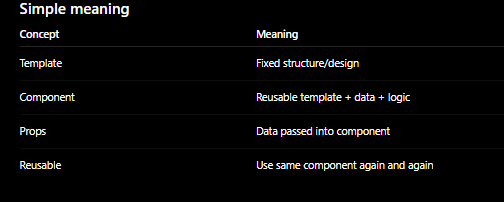 Simple meaning
Concept Meaning
Template Fixed structure/design
Component Reusable template + data + logic
Props Data passed into component
Reusable Use same component again and again